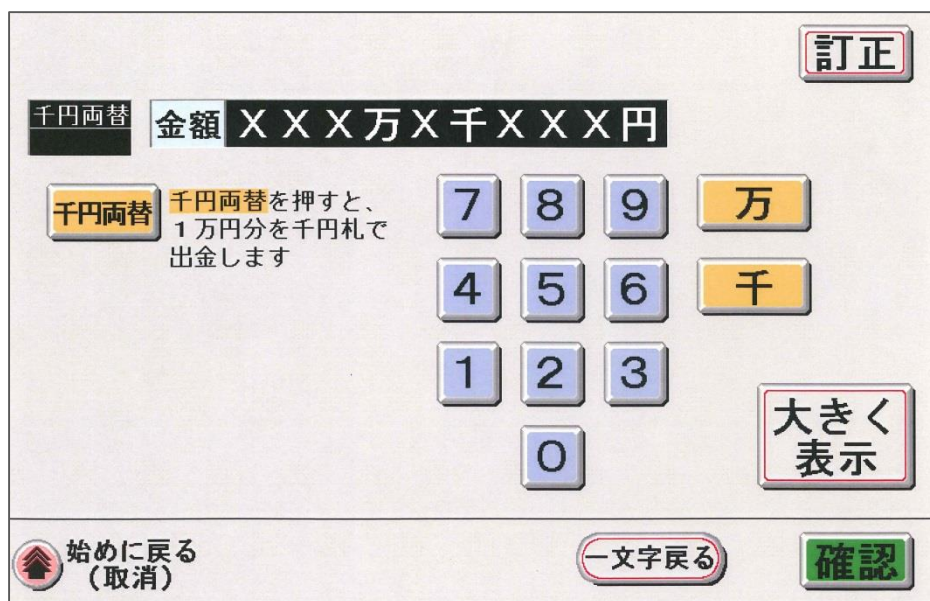 訂正
千円両替
金額 XXX万X千XXX円
千円両替
千円両替を押すと、
1万円分を千円札で
出金します
7 8 9 万
4 5 6 千
1 2 3
0
大きく
表示
始めに戻る
(取消)
一文字戻る
確認